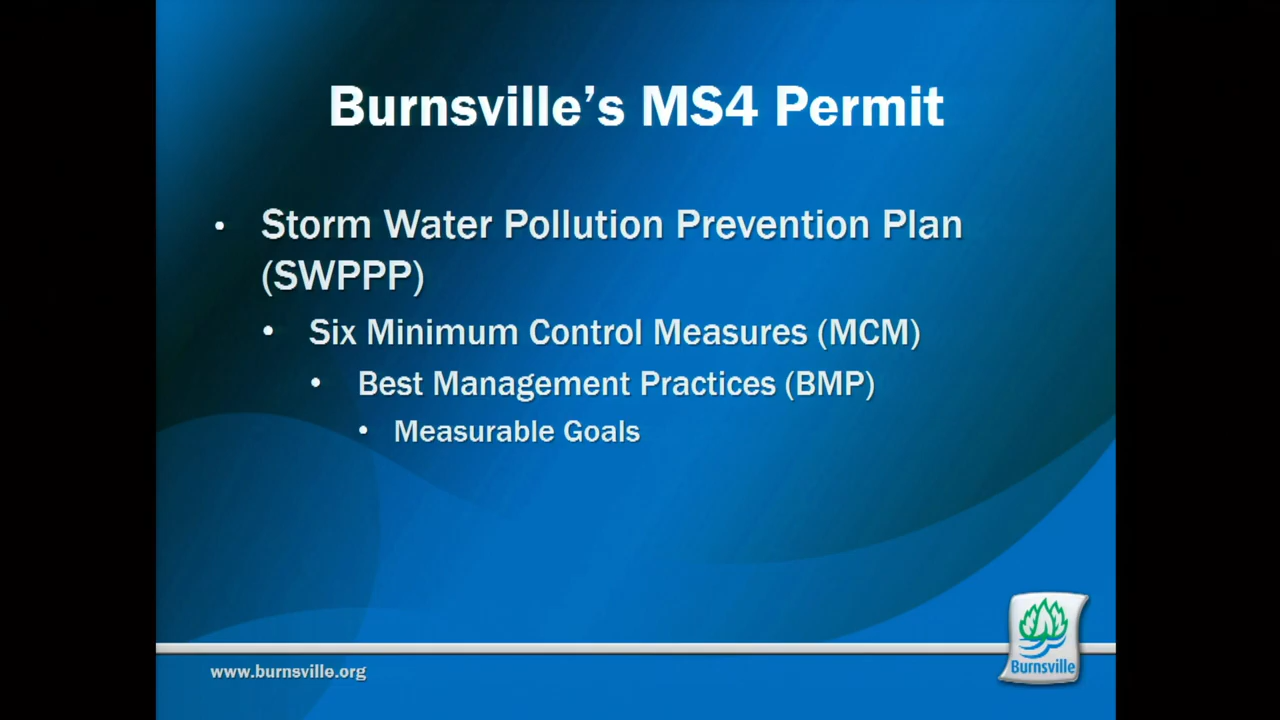 Burnsville's MS4 Permit
• Storm Water Pollution Prevention Plan
(SWPPP)
• Six Minimum Control Measures (MCM)
• Best Management Practices (BMP)
• Measurable Goals
www.burnsville.org
Burnsville